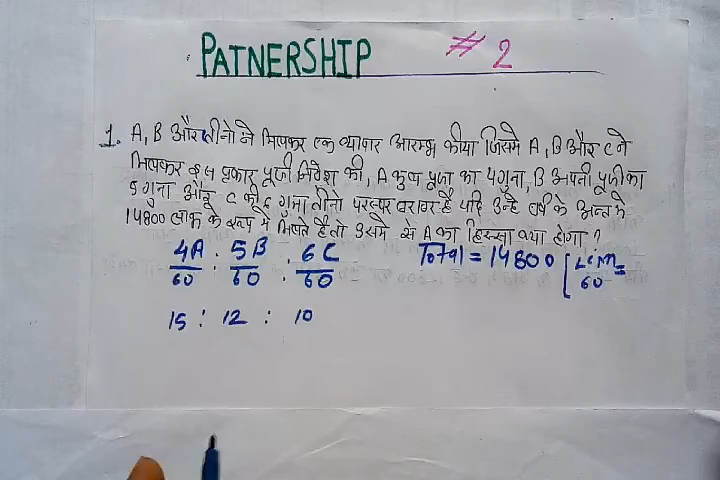 PATNERSHIP # 2
1. A, B और तीनो ने मिलकर एक व्यापार आरम्भ कीया जिसमे A, B और C ने
मिलकर इस प्रकार पूंजी निवेश की, A कुल पूंजी का 4गुना, B अपनी पूंजी का
5 गुना और C की 6 गुना तीनो परस्पर बराबर है यदि उन्हे वर्ष के अन्त मे
14800 लाभ के रूप मे मिलते है तो उसमे से A का हिस्सा क्या होगा ?
4A : 5B : 6C Total = 14800 [ L.C.M =
60 60 60 60
15 : 12 : 10